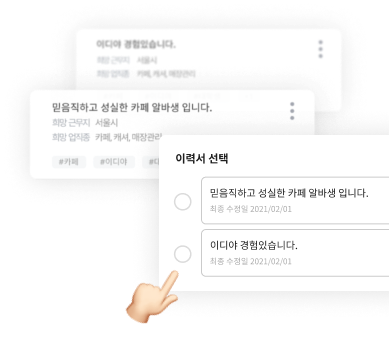 이디야 경험있습니다.
희망 근무지 서울시
희망 업직종 카페, 캐셔, 매장관리
믿음직하고 성실한 카페 알바생 입니다.
희망 근무지 서울시
희망 업직종 카페, 캐셔, 매장관리
#카페 #이디야
이력서 선택
믿음직하고 성실한 카페 알바생 입니다.
최종 수정일 2021/02/01
이디야 경험있습니다.
최종 수정일 2021/02/01